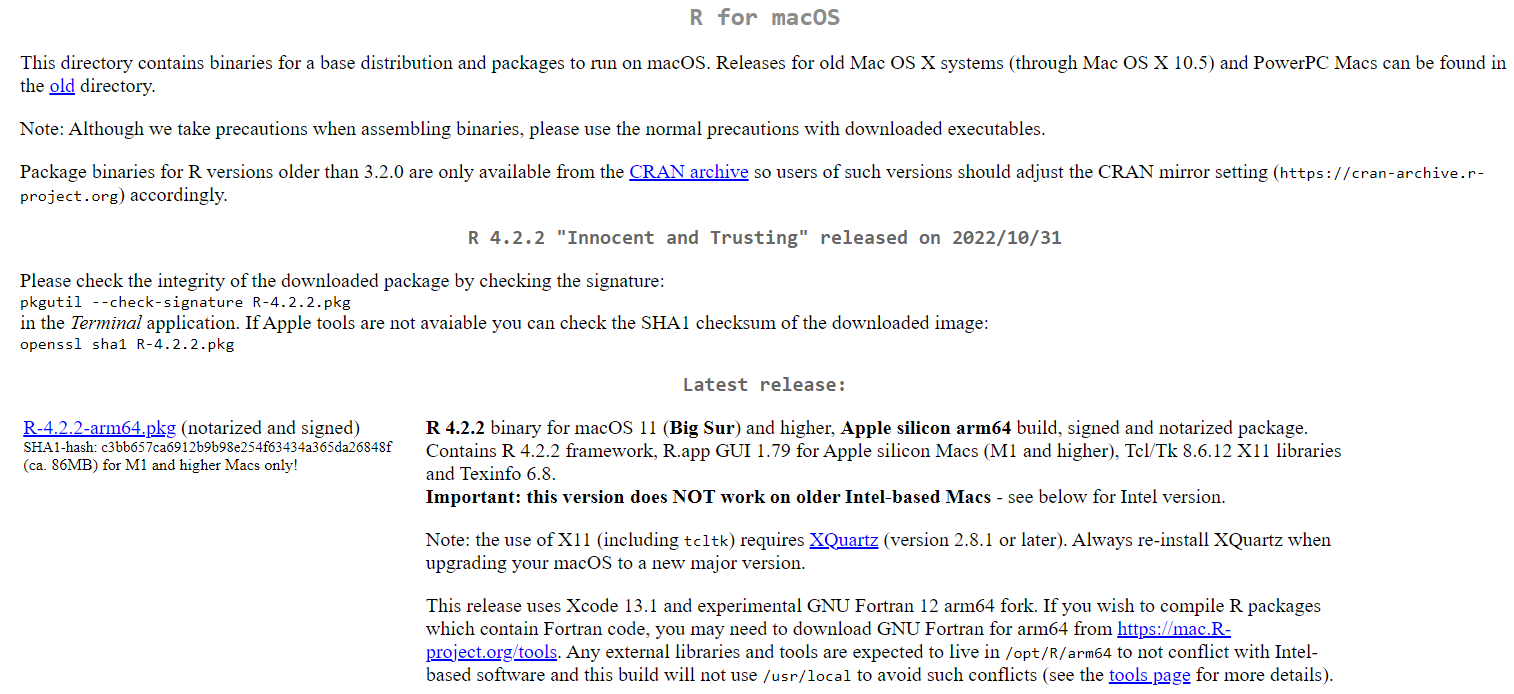 R for macOS
This directory contains binaries for a base distribution and packages to run on macOS. Releases for old Mac OS X systems (through Mac OS X 10.5) and PowerPC Macs can be found in
the old directory.
Note: Although we take precautions when assembling binaries, please use the normal precautions with downloaded executables.
Package binaries for R versions older than 3.2.0 are only available from the CRAN archive so users of such versions should adjust the CRAN mirror setting (https://cran-archive.r-
project.org) accordingly.
R 4.2.2 "Innocent and Trusting" released on 2022/10/31
Please check the integrity of the downloaded package by checking the signature:
pkgutil --check-signature R-4.2.2.pkg
in the Terminal application. If Apple tools are not avaiable you can check the SHA1 checksum of the downloaded image:
openssl sha1 R-4.2.2.pkg
Latest release:
R-4.2.2-arm64.pkg (notarized and signed)
SHA1-hash: c3bb657ca6912b9b98e254f63434a365da26848f
(ca. 86MB) for M1 and higher Macs only!
R 4.2.2 binary for macOS 11 (Big Sur) and higher, Apple silicon arm64 build, signed and notarized package.
Contains R 4.2.2 framework, R.app GUI 1.79 for Apple silicon Macs (M1 and higher), Tcl/Tk 8.6.12 X11 libraries
and Texinfo 6.8.
Important: this version does NOT work on older Intel-based Macs - see below for Intel version.
Note: the use of X11 (including tcltk) requires XQuartz (version 2.8.1 or later). Always re-install XQuartz when
upgrading your macOS to a new major version.
This release uses Xcode 13.1 and experimental GNU Fortran 12 arm64 fork. If you wish to compile R packages
which contain Fortran code, you may need to download GNU Fortran for arm64 from https://mac.R-
project.org/tools. Any external libraries and tools are expected to live in /opt/R/arm64 to not conflict with Intel-
based software and this build will not use /usr/local to avoid such conflicts (see the tools page for more details).